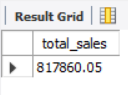 Result Grid
total_sales
817860.05